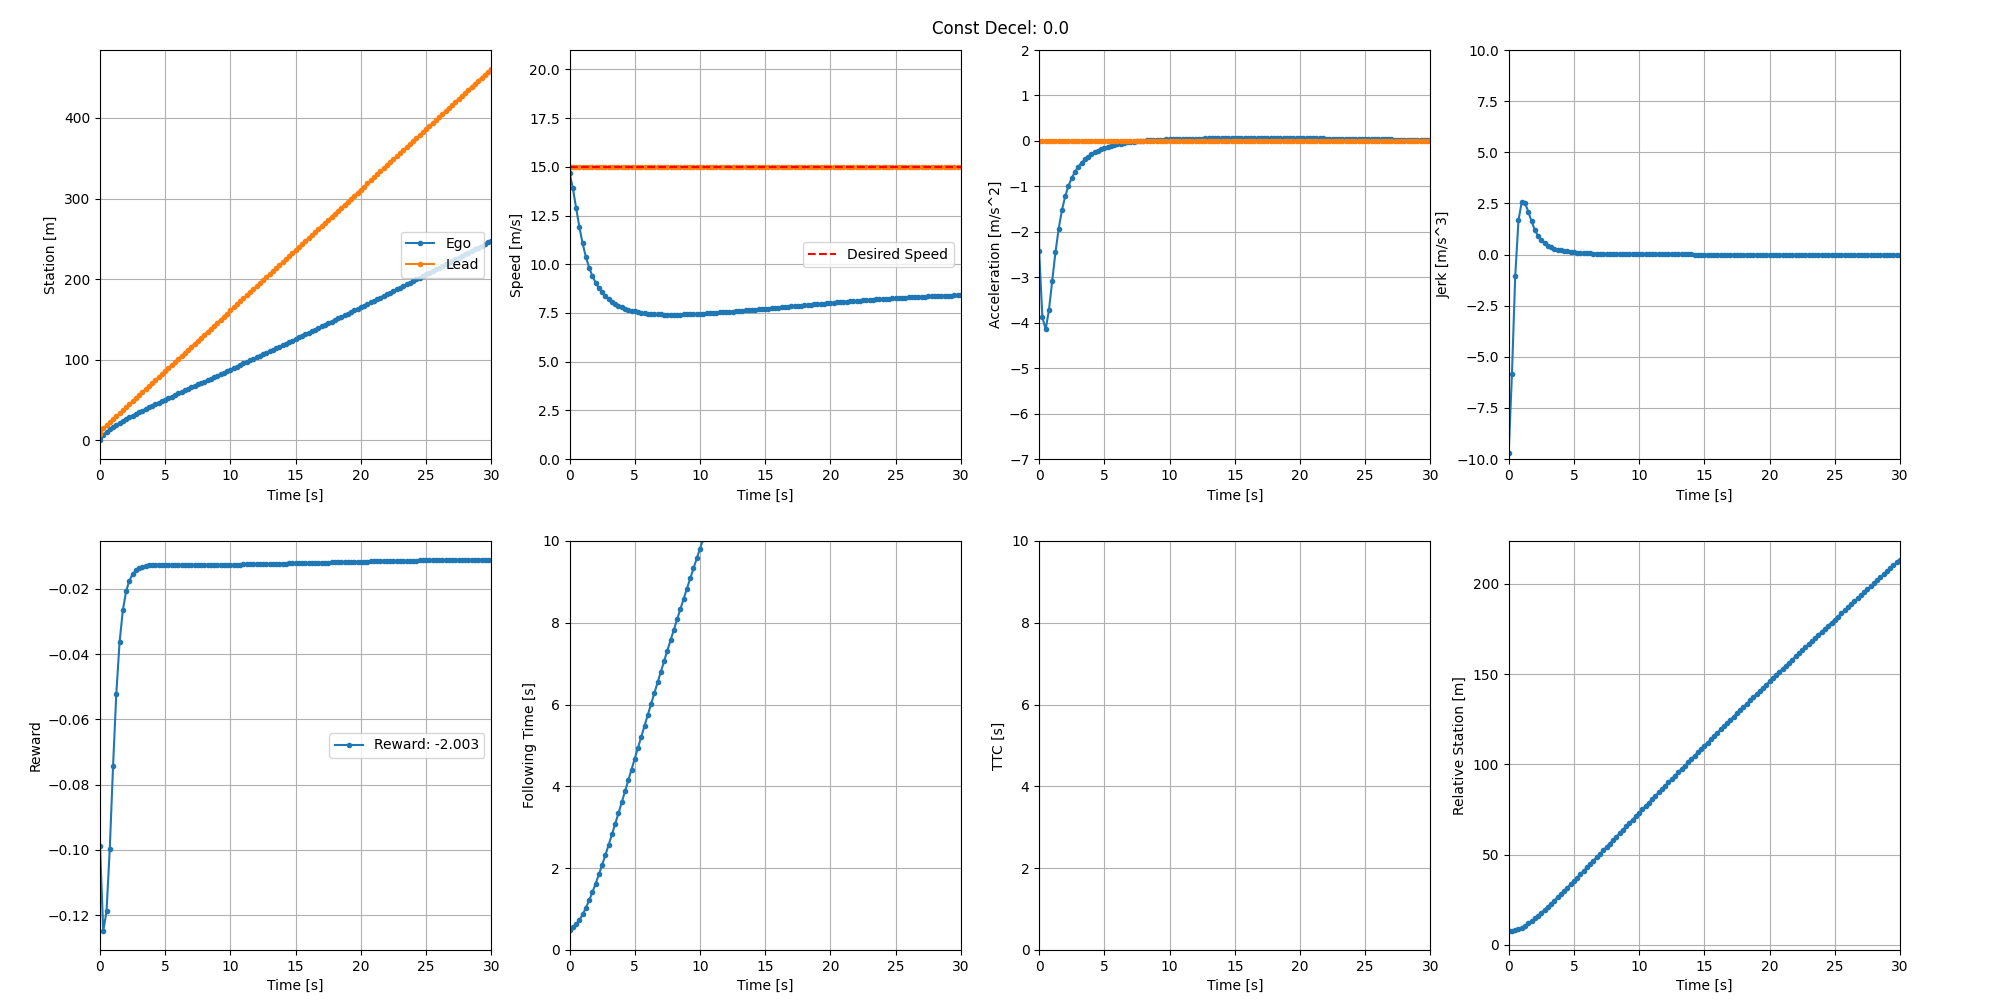 Const Decel: 0.0
Station [m]
400
300
200
100
0
0 5 10 15 20 25 30
Time [s]
Ego
Lead
Speed [m/s]
20.0
17.5
15.0
12.5
10.0
7.5
5.0
2.5
0.0
0 5 10 15 20 25 30
Time [s]
Desired Speed
Acceleration [m/s^2]
2
1
0
−1
−2
−3
−4
−5
−6
−7
0 5 10 15 20 25 30
Time [s]
Jerk [m/s^3]
10.0
7.5
5.0
2.5
0.0
−2.5
−5.0
−7.5
−10.0
0 5 10 15 20 25 30
Time [s]
Reward
−0.02
−0.04
−0.06
−0.08
−0.10
−0.12
0 5 10 15 20 25 30
Time [s]
Reward: -2.003
Following Time [s]
10
8
6
4
2
0
0 5 10 15 20 25 30
Time [s]
TTC [s]
10
8
6
4
2
0
0 5 10 15 20 25 30
Time [s]
Relative Station [m]
200
150
100
50
0
0 5 10 15 20 25 30
Time [s]